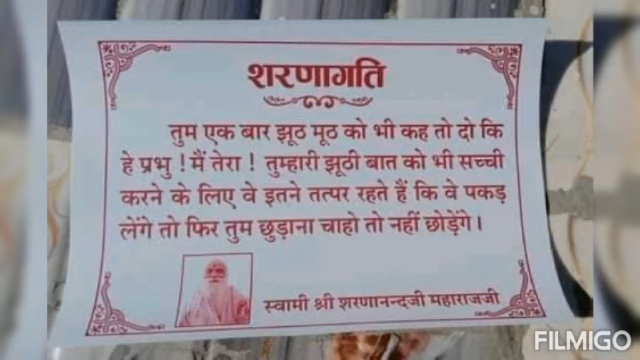 शरणागति
तुम एक बार झूठ मूठ को भी कह तो दो कि
हे प्रभु ! मैं तेरा ! तुम्हारी झूठी बात को भी सच्ची
करने के लिए वे इतने तत्पर रहते हैं कि वे पकड़
लेंगे तो फिर तुम छुड़ाना चाहो तो नहीं छोड़ेंगे ।
स्वामी श्री शरणानन्दजी महाराजजी
FILMIGO